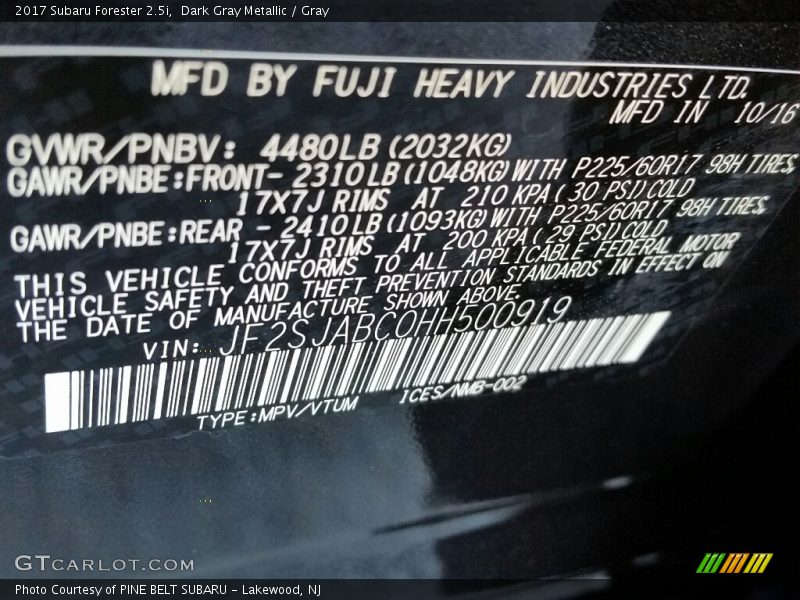 2017 Subaru Forester 2.5i, Dark Gray Metallic / Gray
MFD BY FUJI HEAVY INDUSTRIES LTD.
MFD IN 10/16
GVWR/PNBV: 4480LB (2032KG)
GAWR/PNBE:FRONT- 2310LB (1048KG) WITH P225/60R17 98H TIRES,
17X7J RIMS AT 210 KPA ( 30 PSI) COLD
GAWR/PNBE:REAR - 2410LB (1093KG) WITH P225/60R17 98H TIRES,
17X7J RIMS AT 200 KPA ( 29 PSI) COLD
THIS VEHICLE CONFORMS TO ALL APPLICABLE FEDERAL MOTOR
VEHICLE SAFETY AND THEFT PREVENTION STANDARDS IN EFFECT ON
THE DATE OF MANUFACTURE SHOWN ABOVE.
VIN: JF2SJABC0HH500919
TYPE:MPV/VTUM ICES/NMB-002
GTCARLOT.COM
Photo Courtesy of PINE BELT SUBARU - Lakewood, NJ